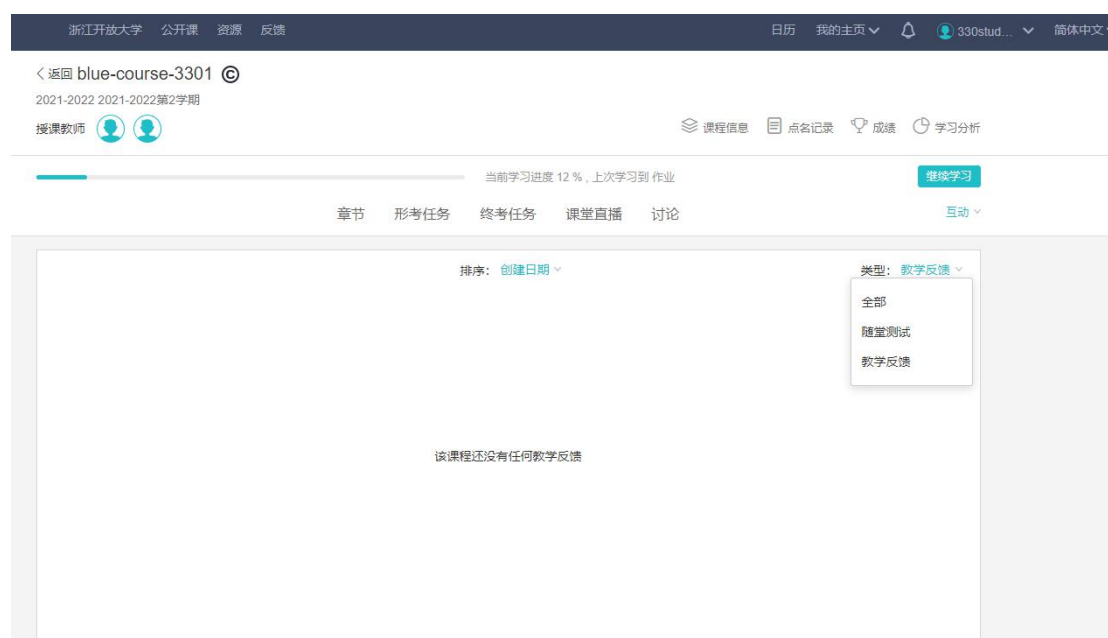 浙江开放大学 公开课 资源 反馈 日历 我的主页 330stud... 简体中文
返回 blue-course-3301 ©
2021-2022 2021-2022第2学期
授课教师 课程信息 点名记录 成绩 学习分析
当前学习进度 12 % , 上次学习到 作业 继续学习
章节 形考任务 终考任务 课堂直播 讨论 互动
排序: 创建日期 类型: 教学反馈
全部
随堂测试
教学反馈
该课程还没有任何教学反馈